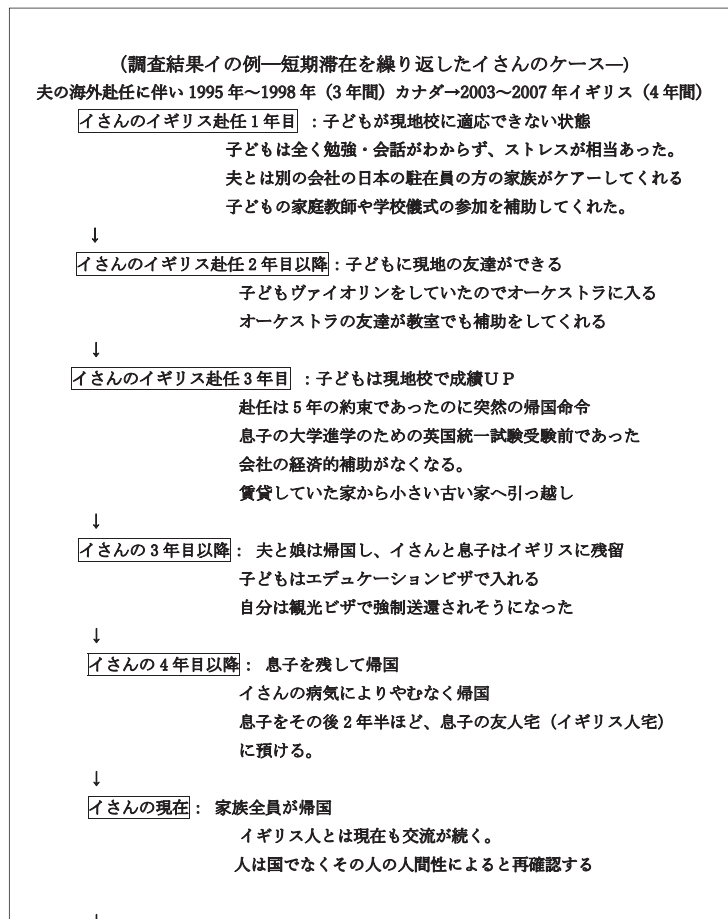 （調査結果イの例―短期滞在を繰り返したイさんのケース―)
夫の海外赴任に伴い 1995 年～1998 年（3 年間）カナダ→2003～2007 年イギリス（4 年間）
イさんのイギリス赴任 1 年目 ：子どもが現地校に適応できない状態
子どもは全く勉強・会話がわからず、ストレスが相当あった。
夫とは別の会社の日本の駐在員の方の家族がケアーしてくれる
子どもの家庭教師や学校儀式の参加を補助してくれた。
↓
イさんのイギリス赴任 2 年目以降：子どもに現地の友達ができる
子どもヴァイオリンをしていたのでオーケストラに入る
オーケストラの友達が教室でも補助をしてくれる
↓
イさんのイギリス赴任 3 年目 ：子どもは現地校で成績ＵＰ
赴任は 5 年の約束であったのに突然の帰国命令
息子の大学進学のための英国統一試験受験前であった
会社の経済的補助がなくなる。
賃貸していた家から小さい古い家へ引っ越し
↓
イさんの 3 年目以降： 夫と娘は帰国し、イさんと息子はイギリスに残留
子どもはエデュケーションビザで入れる
自分は観光ビザで強制送還されそうになった
↓
イさんの 4 年目以降： 息子を残して帰国
イさんの病気によりやむなく帰国
息子をその後 2 年半ほど、息子の友人宅（イギリス人宅）
に預ける。
↓
イさんの現在： 家族全員が帰国
イギリス人とは現在も交流が続く。
人は国でなくその人の人間性によると再確認する